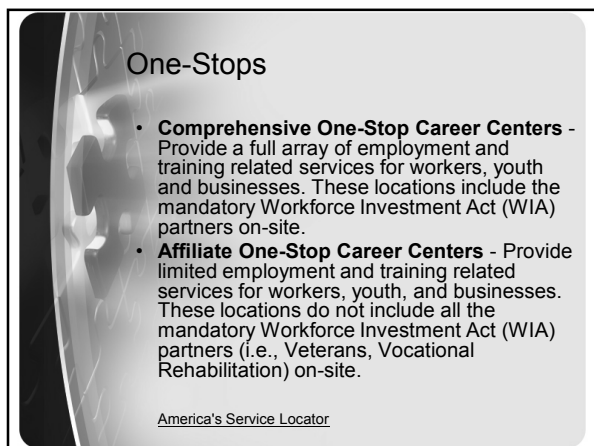 One-Stops
• Comprehensive One-Stop Career Centers -
Provide a full array of employment and
training related services for workers, youth
and businesses. These locations include the
mandatory Workforce Investment Act (WIA)
partners on-site.
• Affiliate One-Stop Career Centers - Provide
limited employment and training related
services for workers, youth, and businesses.
These locations do not include all the
mandatory Workforce Investment Act (WIA)
partners (i.e., Veterans, Vocational
Rehabilitation) on-site.
America's Service Locator